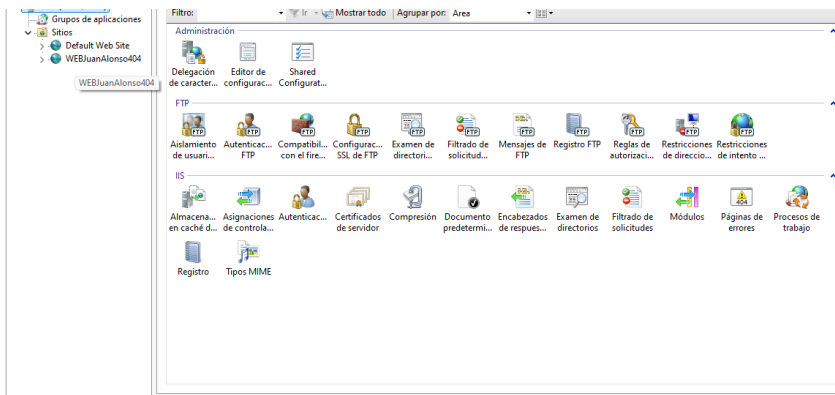 Filtro:
Ir
Mostrar todo
Agrupar por:
Área
Grupos de aplicaciones
Sitios
Default Web Site
WEBJuanAlonso404
WEBJuanAlonso404
Administración
Delegación de caracter...
Editor de configurac...
Shared Configurat...
FTP
Aislamiento de usuari...
Autenticac... FTP
Compatibil... con el fire...
Configurac... SSL de FTP
Examen de directori...
Filtrado de solicitud...
Mensajes de FTP
Registro FTP
Reglas de autorizaci...
Restricciones de direccio...
Restricciones de intento ...
IIS
Almacena... en caché d...
Asignaciones de controla...
Autenticac...
Certificados de servidor
Compresión
Documento predetermi...
Encabezados de respues...
Examen de directorios
Filtrado de solicitudes
Módulos
Páginas de errores
Procesos de trabajo
Registro
Tipos MIME